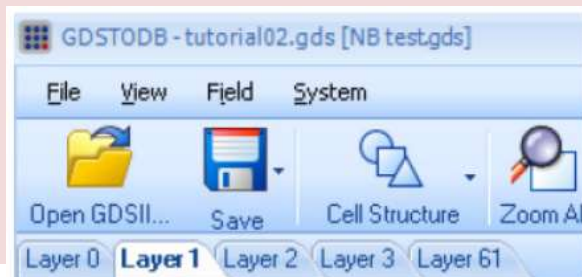 GDSTODB - tutorial02.gds [NB test.gds]
File View Field System
Open GDSII... Save Cell Structure Zoom Al
Layer 0 Layer 1 Layer 2 Layer 3 Layer 61